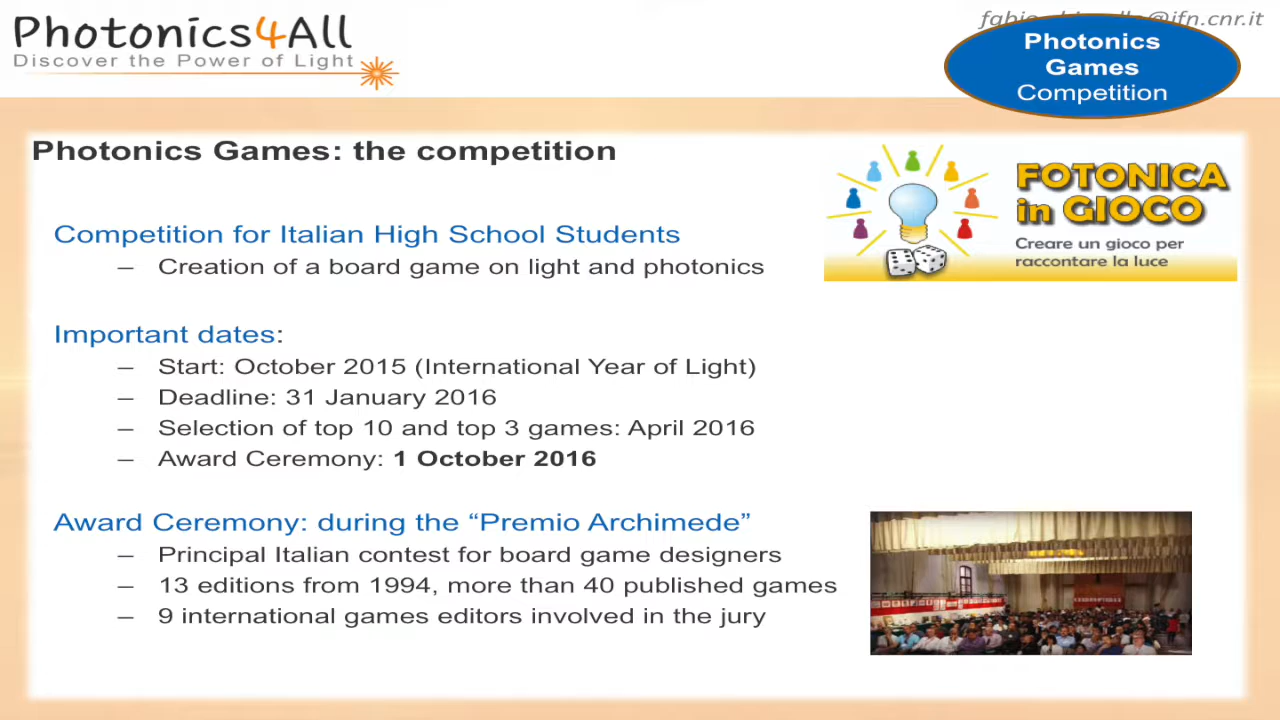 Photonics4All
Discover the Power of Light
@ifn.cnr.it
Photonics
Games
Competition
Photonics Games: the competition
FOTONICA
in GIOCO
Creare un gioco per
raccontare la luce
Competition for Italian High School Students
– Creation of a board game on light and photonics
Important dates:
– Start: October 2015 (International Year of Light)
– Deadline: 31 January 2016
– Selection of top 10 and top 3 games: April 2016
– Award Ceremony: 1 October 2016
Award Ceremony: during the “Premio Archimede”
– Principal Italian contest for board game designers
– 13 editions from 1994, more than 40 published games
– 9 international games editors involved in the jury